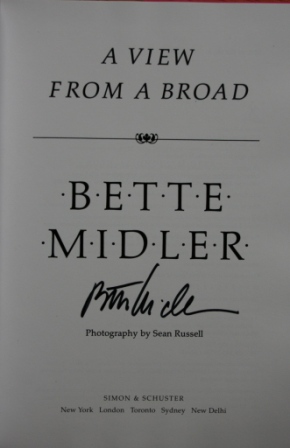 A VIEW
FROM A BROAD
·B·E·T·T·E·
·M·I·D·L·E·R·
Photography by Sean Russell
SIMON & SCHUSTER
New York London Toronto Sydney New Delhi